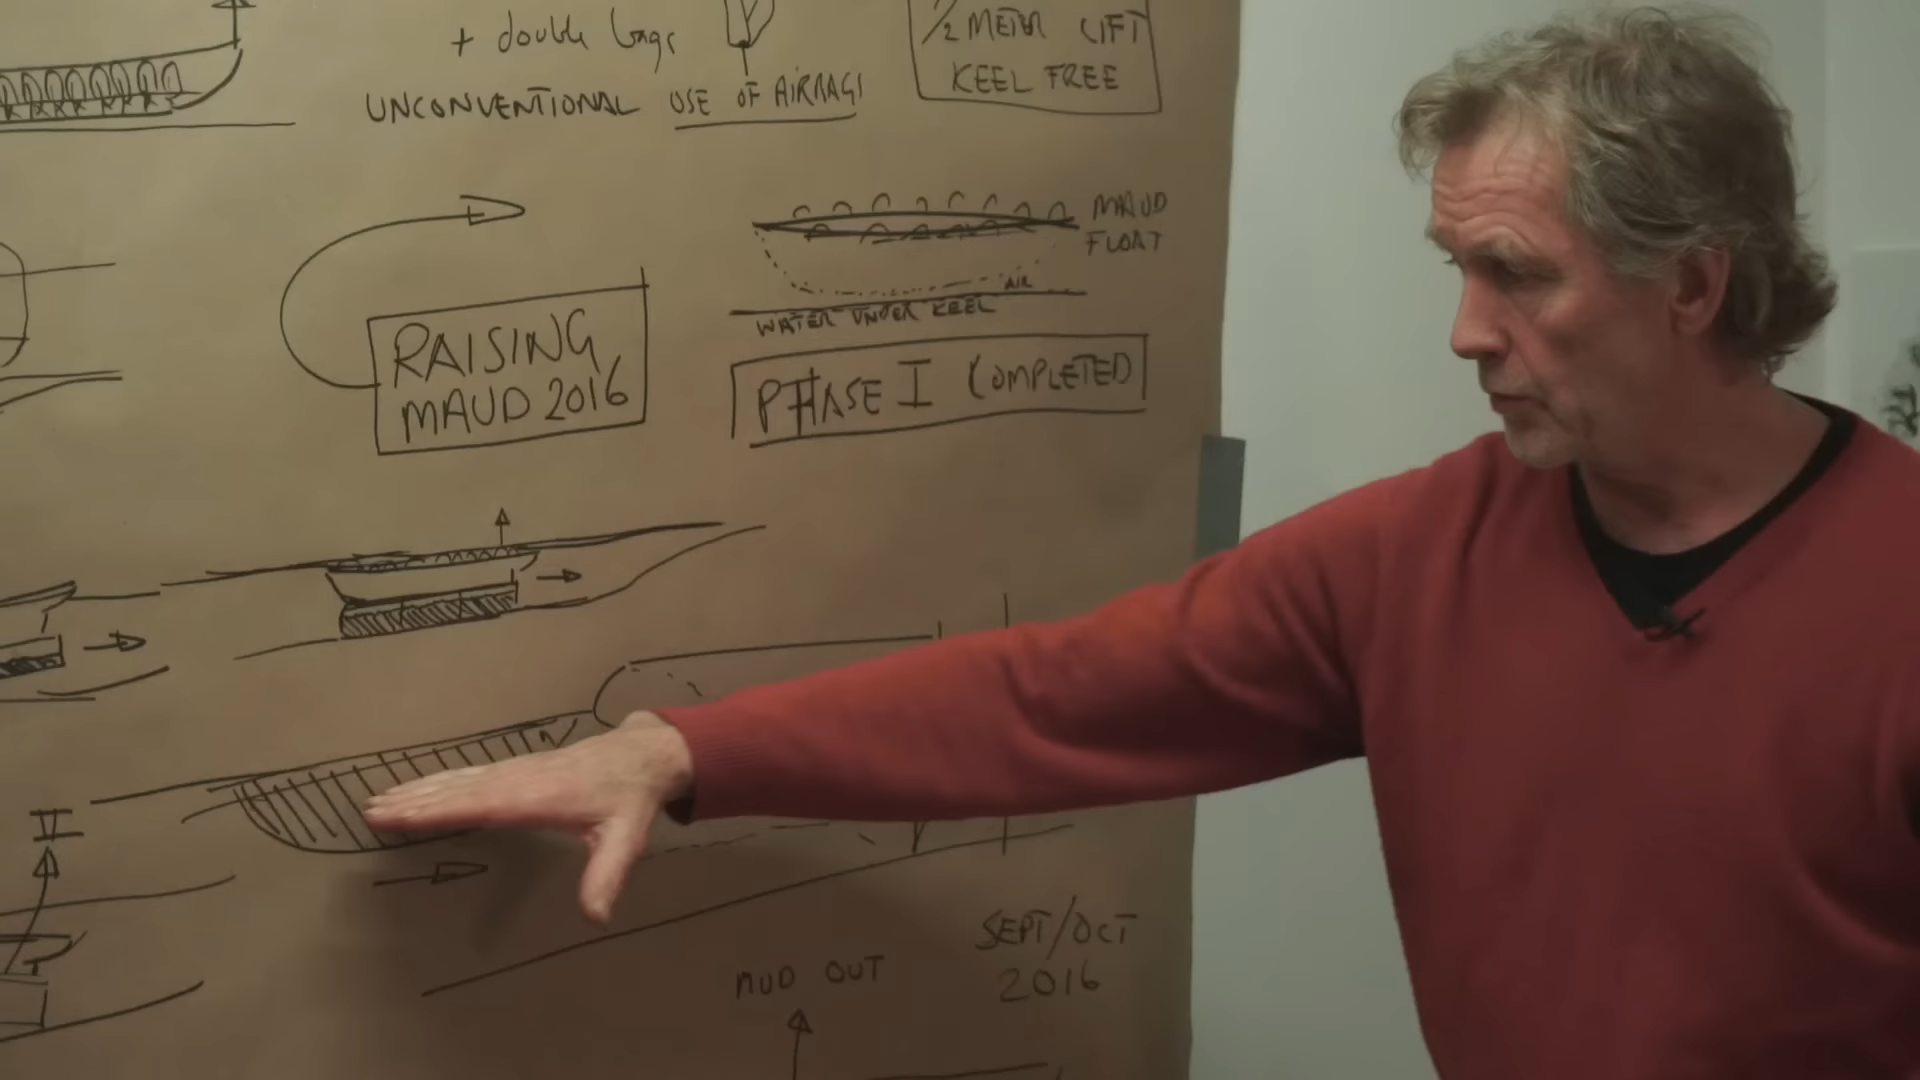 + double bags
UNCONVENTIONAL USE OF AIRBAGS
1/2 METER LIFT
KEEL FREE
MAUD
FLOAT
AIR
WATER UNDER KEEL
RAISING
MAUD 2016
PHASE I COMPLETED
II
SEPT/OCT
2016
MUD OUT